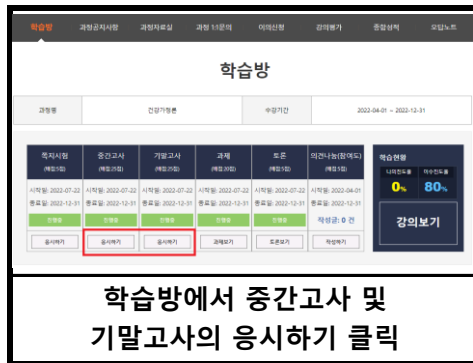 학습방 과정공지사항 과정자료실 과정 1:1문의 이의신청 강의평가 종합성적 오답노트
학습방
과정명 건강가정론 수강기간 2022-04-01 ~ 2022-12-31
쪽지시험 중간고사 기말고사 과제 토론 의견나눔(참여도) 학습현황
시작일: 2022-07-22 시작일: 2022-07-22 시작일: 2022-07-22 시작일: 2022-07-22 시작일: 2022-07-22 시작일: 2022-04-01
종료일: 2022-12-31 종료일: 2022-12-31 종료일: 2022-12-31 종료일: 2022-12-31 종료일: 2022-12-31 종료일: 2022-12-31
0% 80%
진행중 진행중 진행중 진행중 진행중 작성글: 0 건
강의보기
응시하기 응시하기 응시하기 과제보기 토론보기 작성하기
학습방에서 중간고사 및
기말고사의 응시하기 클릭